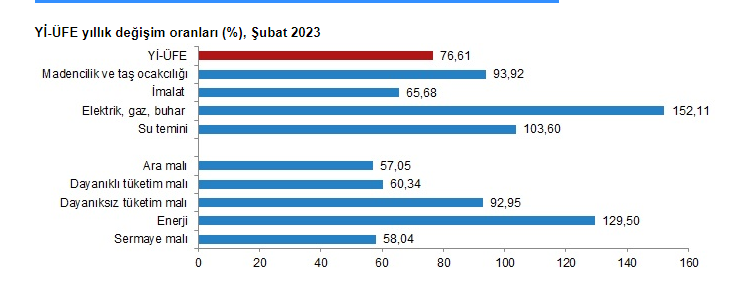 Yİ-ÜFE yıllık değişim oranları (%), Şubat 2023
Yİ-ÜFE 76,61
Madencilik ve taş ocakcılığı 93,92
İmalat 65,68
Elektrik, gaz, buhar 152,11
Su temini 103,60
Ara malı 57,05
Dayanıklı tüketim malı 60,34
Dayanıksız tüketim malı 92,95
Enerji 129,50
Sermaye malı 58,04
0 20 40 60 80 100 120 140 160